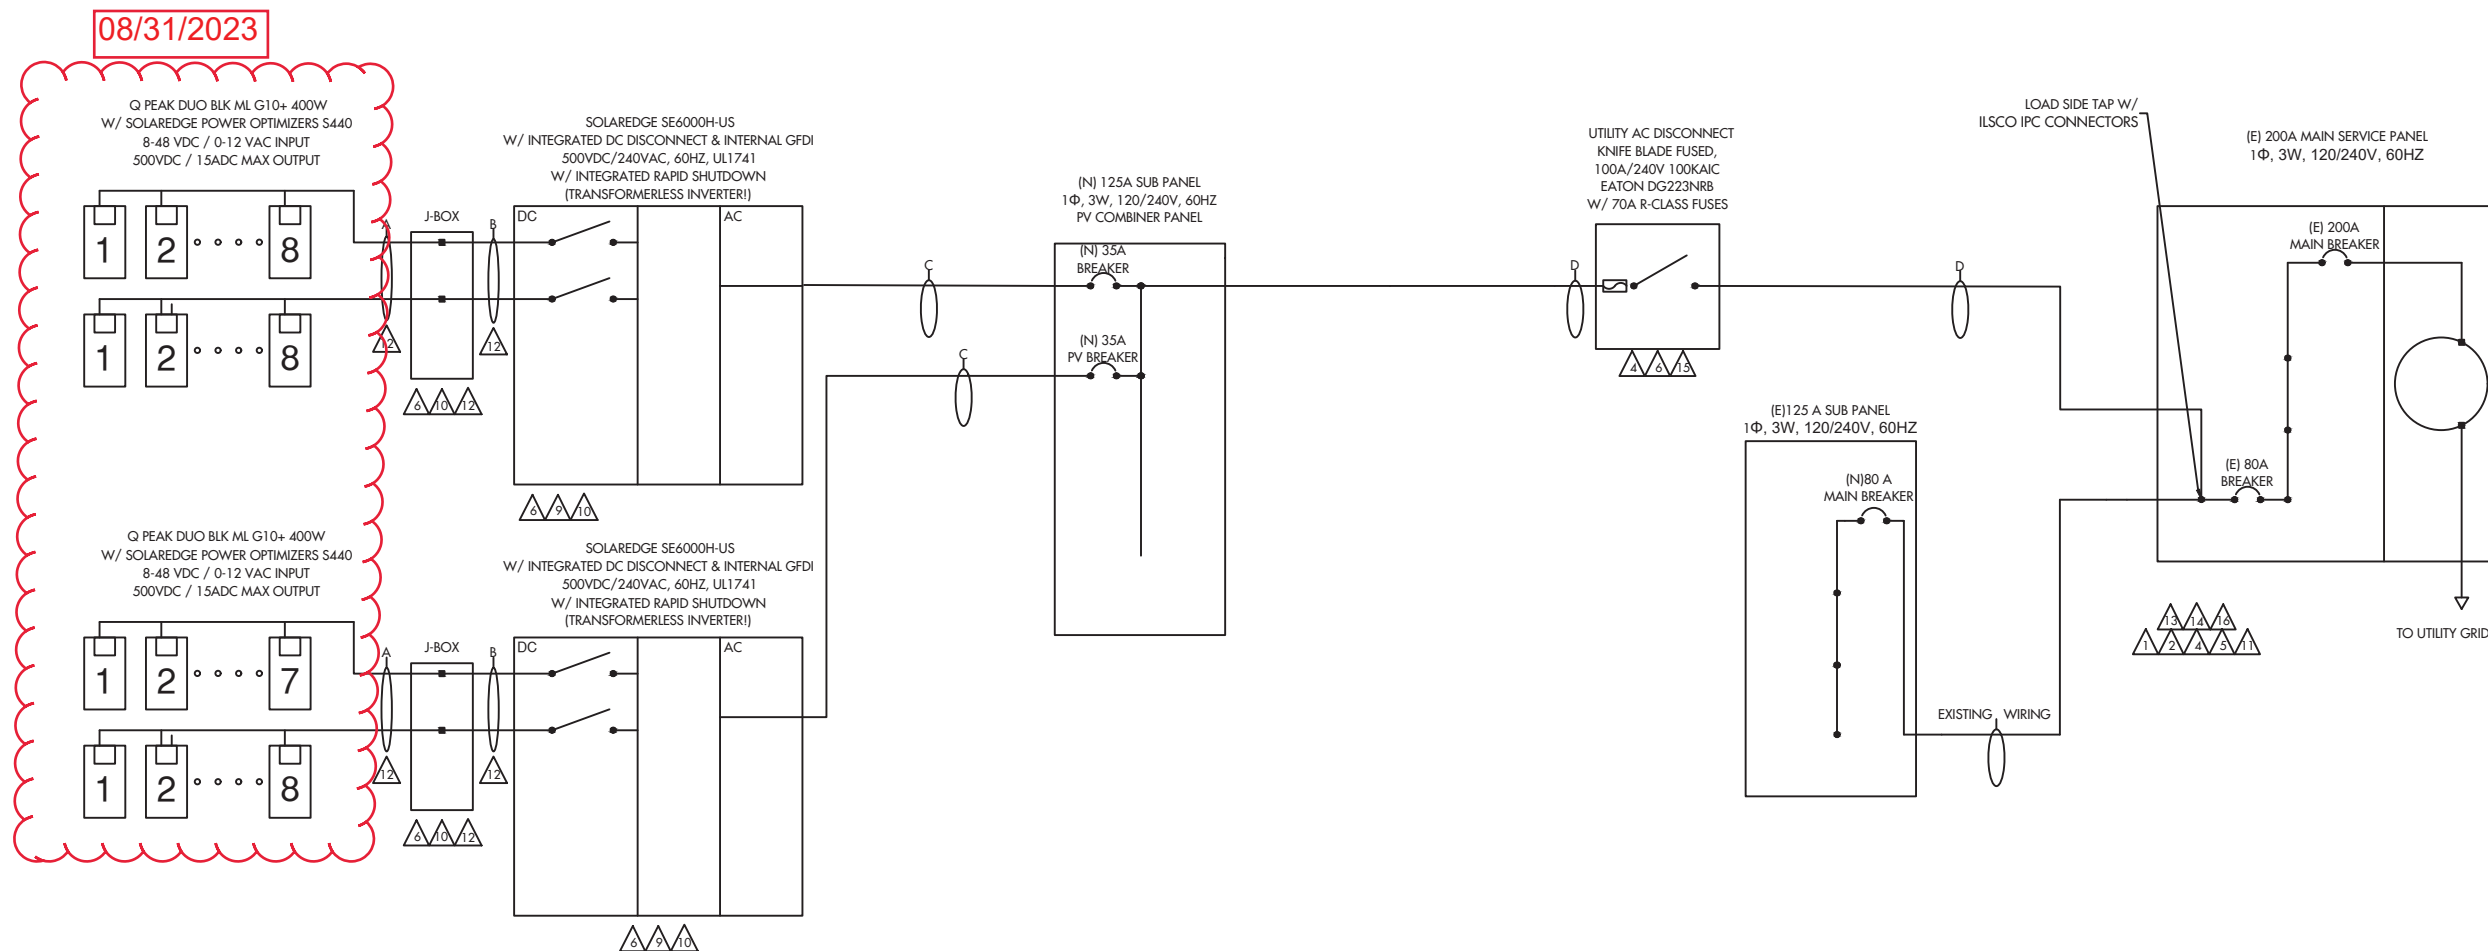 08/31/2023
Q PEAK DUO BLK ML G10+ 400W
W/ SOLAREDGE POWER OPTIMIZERS S440
8-48 VDC / 0-12 VAC INPUT
500VDC / 15ADC MAX OUTPUT
1 2 8
1 2 8
A
12
J-BOX
6 10 12
B
12
SOLAREDGE SE6000H-US
W/ INTEGRATED DC DISCONNECT & INTERNAL GFDI
500VDC/240VAC, 60HZ, UL1741
W/ INTEGRATED RAPID SHUTDOWN
(TRANSFORMERLESS INVERTER!)
DC AC
6 9 10
Q PEAK DUO BLK ML G10+ 400W
W/ SOLAREDGE POWER OPTIMIZERS S440
8-48 VDC / 0-12 VAC INPUT
500VDC / 15ADC MAX OUTPUT
1 2 7
1 2 8
A
12
J-BOX
6 10 12
B
12
SOLAREDGE SE6000H-US
W/ INTEGRATED DC DISCONNECT & INTERNAL GFDI
500VDC/240VAC, 60HZ, UL1741
W/ INTEGRATED RAPID SHUTDOWN
(TRANSFORMERLESS INVERTER!)
DC AC
6 9 10
C
C
(N) 125A SUB PANEL
1Φ, 3W, 120/240V, 60HZ
PV COMBINER PANEL
(N) 35A
BREAKER
(N) 35A
PV BREAKER
D
UTILITY AC DISCONNECT
KNIFE BLADE FUSED,
100A/240V 100KAIC
EATON DG223NRB
W/ 70A R-CLASS FUSES
4 6 15
D
(E)125 A SUB PANEL
1Φ, 3W, 120/240V, 60HZ
(N)80 A
MAIN BREAKER
EXISTING WIRING
LOAD SIDE TAP W/
ILSCO IPC CONNECTORS
(E) 200A MAIN SERVICE PANEL
1Φ, 3W, 120/240V, 60HZ
(E) 200A
MAIN BREAKER
(E) 80A
BREAKER
13 14 16
1 2 4 5 11
TO UTILITY GRID